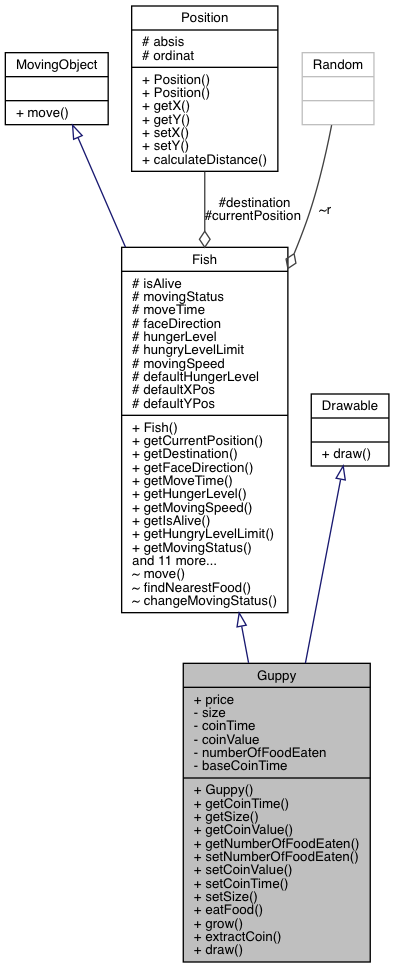 Position
# absis
# ordinat
+ Position()
+ Position()
+ getX()
+ getY()
+ setX()
+ setY()
+ calculateDistance()
MovingObject
+ move()
Random
#destination
#currentPosition
~r
Fish
# isAlive
# movingStatus
# moveTime
# faceDirection
# hungerLevel
# hungryLevelLimit
# movingSpeed
# defaultHungerLevel
# defaultXPos
# defaultYPos
+ Fish()
+ getCurrentPosition()
+ getDestination()
+ getFaceDirection()
+ getMoveTime()
+ getHungerLevel()
+ getMovingSpeed()
+ getIsAlive()
+ getHungryLevelLimit()
+ getMovingStatus()
and 11 more...
~ move()
~ findNearestFood()
~ changeMovingStatus()
Drawable
+ draw()
Guppy
+ price
- size
- coinTime
- coinValue
- numberOfFoodEaten
- baseCoinTime
+ Guppy()
+ getCoinTime()
+ getSize()
+ getCoinValue()
+ getNumberOfFoodEaten()
+ setNumberOfFoodEaten()
+ setCoinValue()
+ setCoinTime()
+ setSize()
+ eatFood()
+ grow()
+ extractCoin()
+ draw()